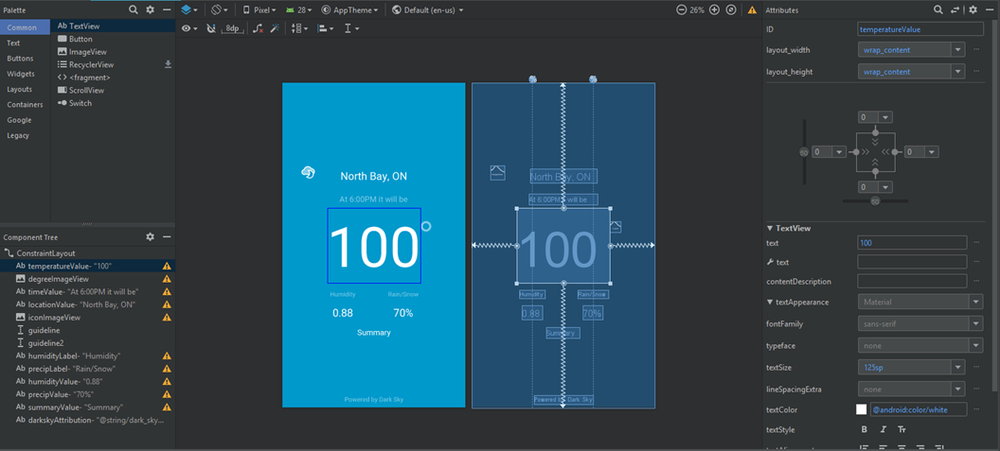 Palette
Common
Text
Buttons
Widgets
Layouts
Containers
Google
Legacy
Ab TextView
Button
ImageView
RecyclerView
<fragment>
ScrollView
Switch
Pixel
28
AppTheme
Default (en-us)
26%
8dp
Component Tree
ConstraintLayout
Ab temperatureValue- "100"
degreeImageView
Ab timeValue- "At 6:00PM it will be"
Ab locationValue- "North Bay, ON"
iconImageView
guideline
guideline2
Ab humidityLabel- "Humidity"
Ab precipLabel- "Rain/Snow"
Ab humidityValue- "0.88"
Ab precipValue- "70%"
Ab summaryValue- "Summary"
Ab darkskyAttribution- "@string/dark_sky...
North Bay, ON
At 6:00PM it will be
100
Humidity Rain/Snow
0.88 70%
Summary
Powered by Dark Sky
North Bay, ON
At 6:00PM it will be
100
Humidity Rain/Snow
0.88 70%
Summary
Powered by Dark Sky
Attributes
ID temperatureValue
layout_width wrap_content
layout_height wrap_content
0
0 0
0
TextView
text 100
text
contentDescription
textAppearance Material
fontFamily sans-serif
typeface none
textSize 125sp
lineSpacingExtra none
textColor @android:color/white
textStyle B I Tr
textAlignment